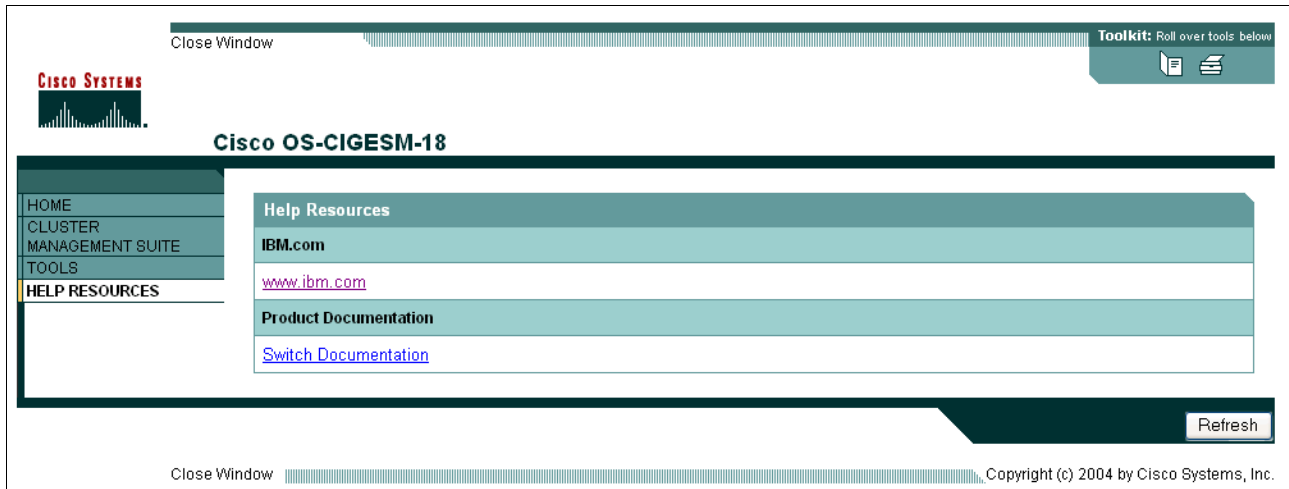 Close Window
Toolkit: Roll over tools below
CISCO SYSTEMS
Cisco OS-CIGESM-18
HOME
CLUSTER
MANAGEMENT SUITE
TOOLS
HELP RESOURCES
Help Resources
IBM.com
www.ibm.com
Product Documentation
Switch Documentation
Refresh
Close Window
Copyright (c) 2004 by Cisco Systems, Inc.